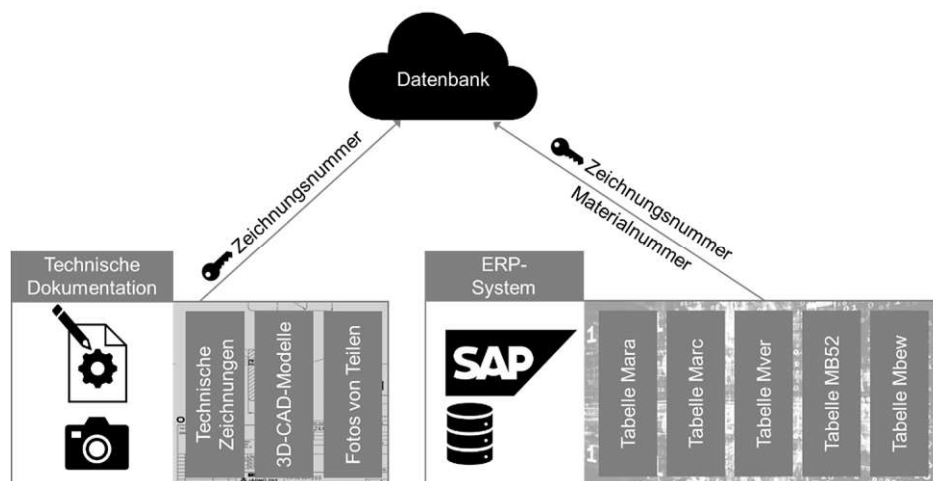 Datenbank
Zeichnungsnummer
Zeichnungsnummer
Materialnummer
Technische
Dokumentation
Technische
Zeichnungen
3D-CAD-Modelle
Fotos von Teilen
ERP-
System
SAP
Tabelle Mara
Tabelle Marc
Tabelle Mver
Tabelle MB52
Tabelle Mbew